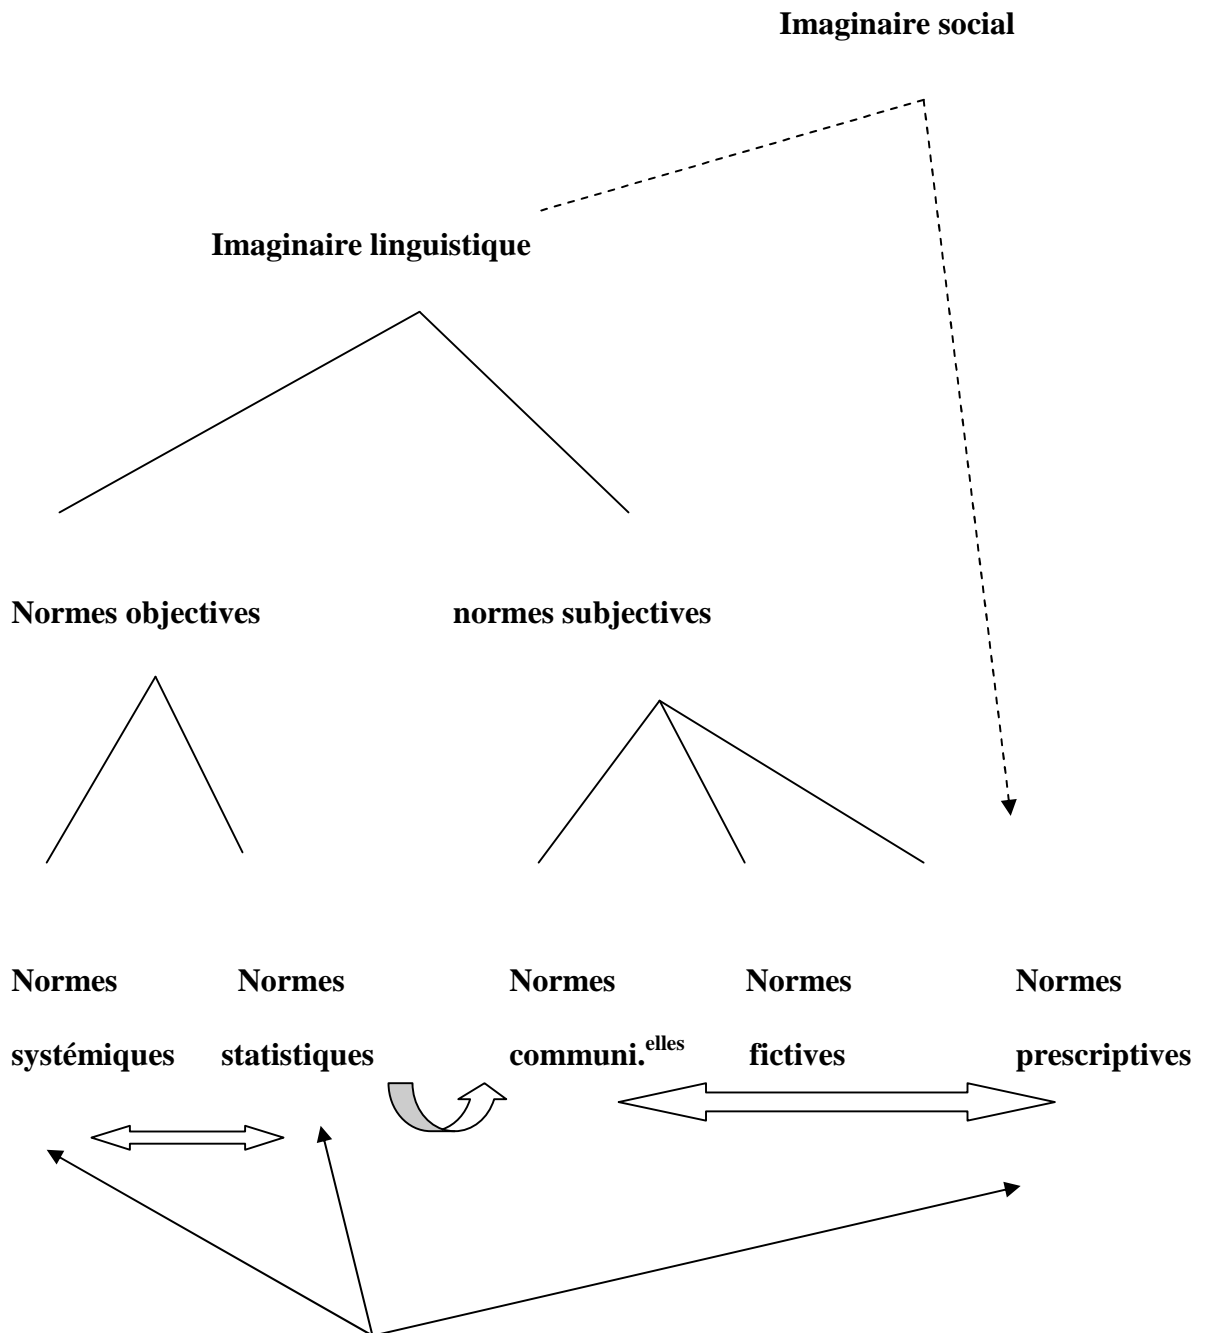 Imaginaire social
Imaginaire linguistique
Normes objectives normes subjectives
Normes Normes Normes Normes Normes
systémiques statistiques communi.elles fictives prescriptives